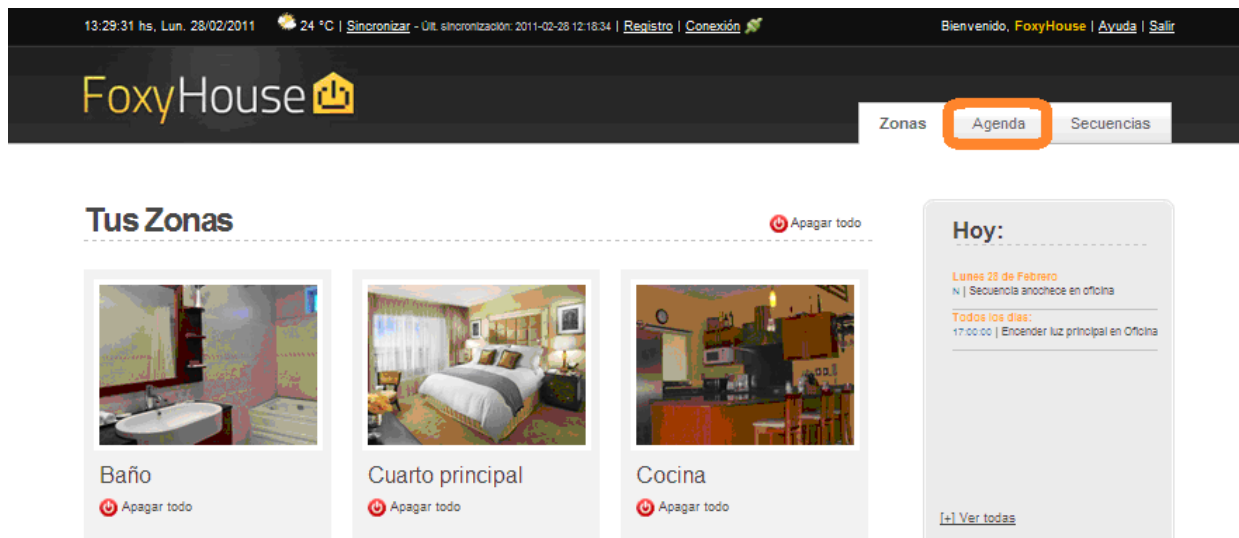 13:29:31 hs, Lun. 28/02/2011 24 °C | Sincronizar - Últ. sincronización: 2011-02-28 12:18:34 | Registro | Conexión Bienvenido, FoxyHouse | Ayuda | Salir
FoxyHouse
Zonas Agenda Secuencias
Tus Zonas
Apagar todo
Baño
Apagar todo
Cuarto principal
Apagar todo
Cocina
Apagar todo
Hoy:
Lunes 28 de Febrero
N | Secuencia anochece en oficina
Todos los días:
17:00:00 | Encender luz principal en Oficina
[+] Ver todas